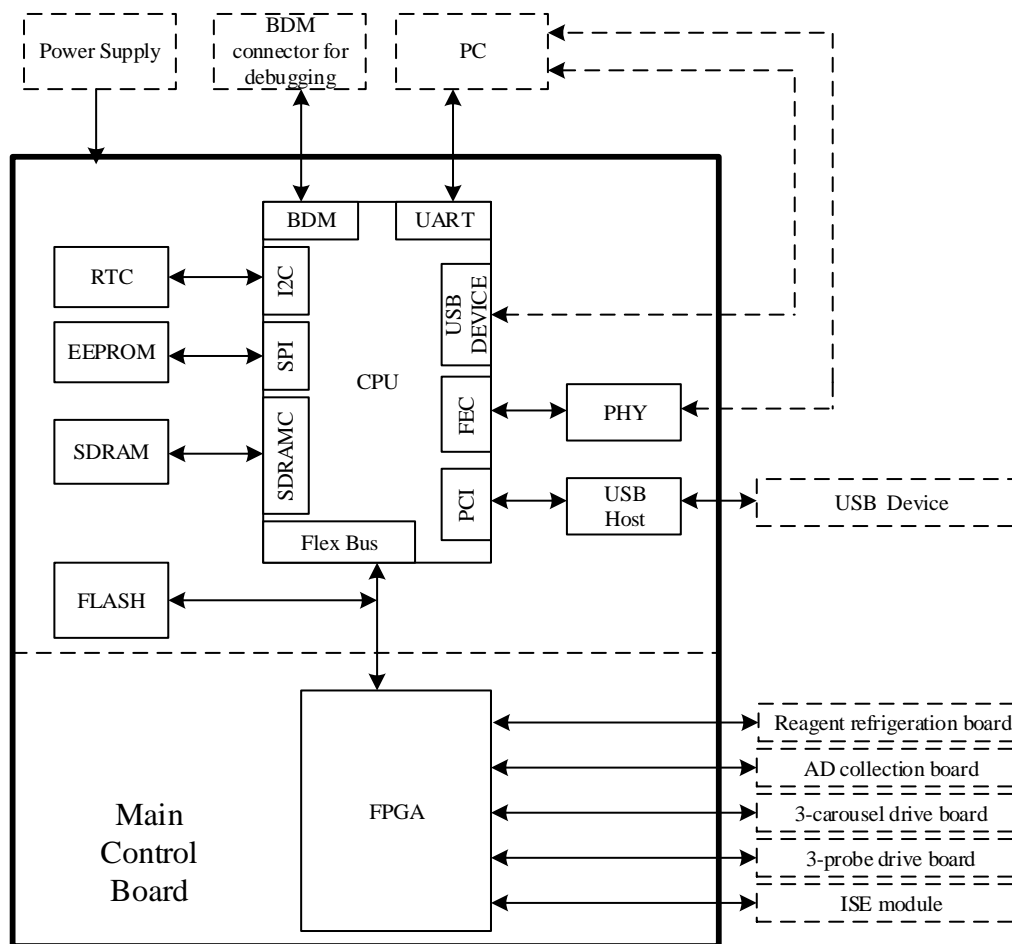 Power Supply
BDM
connector for
debugging
PC
BDM
UART
RTC
I2C
USB
DEVICE
EEPROM
SPI
CPU
FEC
PHY
SDRAM
SDRAMC
PCI
USB
Host
USB Device
Flex Bus
FLASH
FPGA
Reagent refrigeration board
AD collection board
3-carousel drive board
3-probe drive board
ISE module
Main
Control
Board